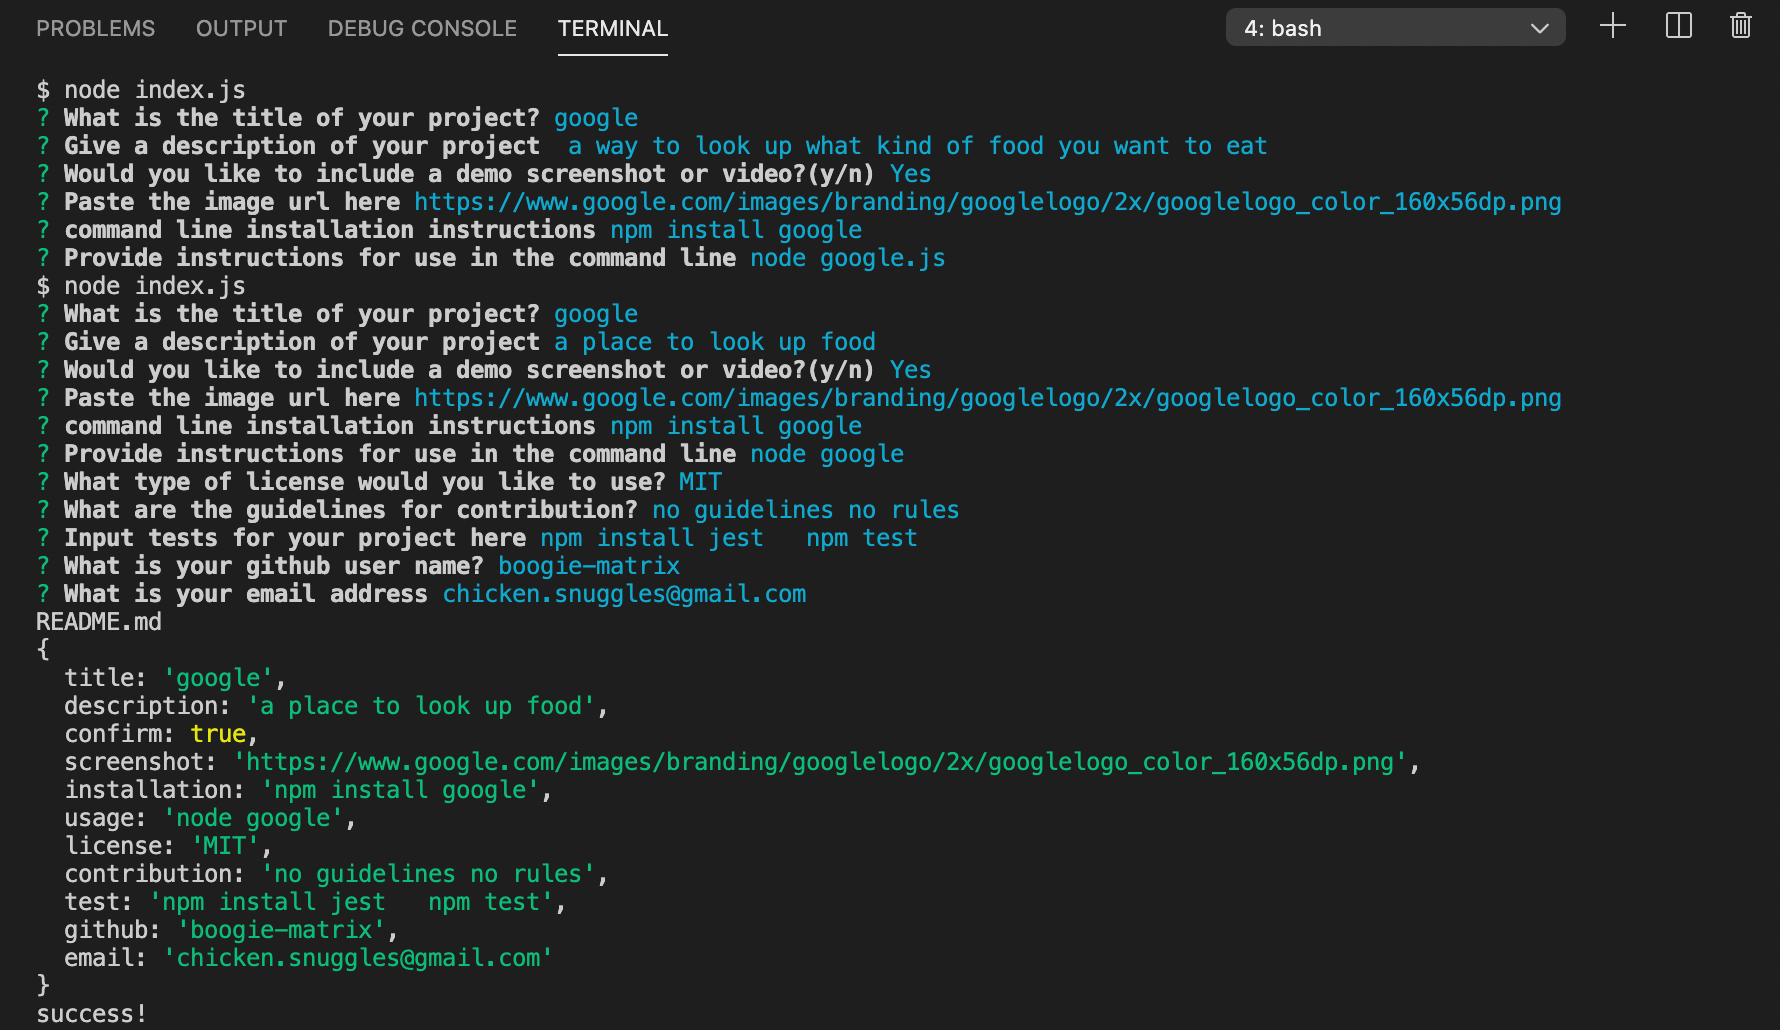 PROBLEMS OUTPUT DEBUG CONSOLE TERMINAL 4: bash
$ node index.js
? What is the title of your project? google
? Give a description of your project  a way to look up what kind of food you want to eat
? Would you like to include a demo screenshot or video?(y/n) Yes
? Paste the image url here https://www.google.com/images/branding/googlelogo/2x/googlelogo_color_160x56dp.png
? command line installation instructions npm install google
? Provide instructions for use in the command line node google.js
$ node index.js
? What is the title of your project? google
? Give a description of your project a place to look up food
? Would you like to include a demo screenshot or video?(y/n) Yes
? Paste the image url here https://www.google.com/images/branding/googlelogo/2x/googlelogo_color_160x56dp.png
? command line installation instructions npm install google
? Provide instructions for use in the command line node google
? What type of license would you like to use? MIT
? What are the guidelines for contribution? no guidelines no rules
? Input tests for your project here npm install jest   npm test
? What is your github user name? boogie-matrix
? What is your email address chicken.snuggles@gmail.com
README.md
{
  title: 'google',
  description: 'a place to look up food',
  confirm: true,
  screenshot: 'https://www.google.com/images/branding/googlelogo/2x/googlelogo_color_160x56dp.png',
  installation: 'npm install google',
  usage: 'node google',
  license: 'MIT',
  contribution: 'no guidelines no rules',
  test: 'npm install jest   npm test',
  github: 'boogie-matrix',
  email: 'chicken.snuggles@gmail.com'
}
success!